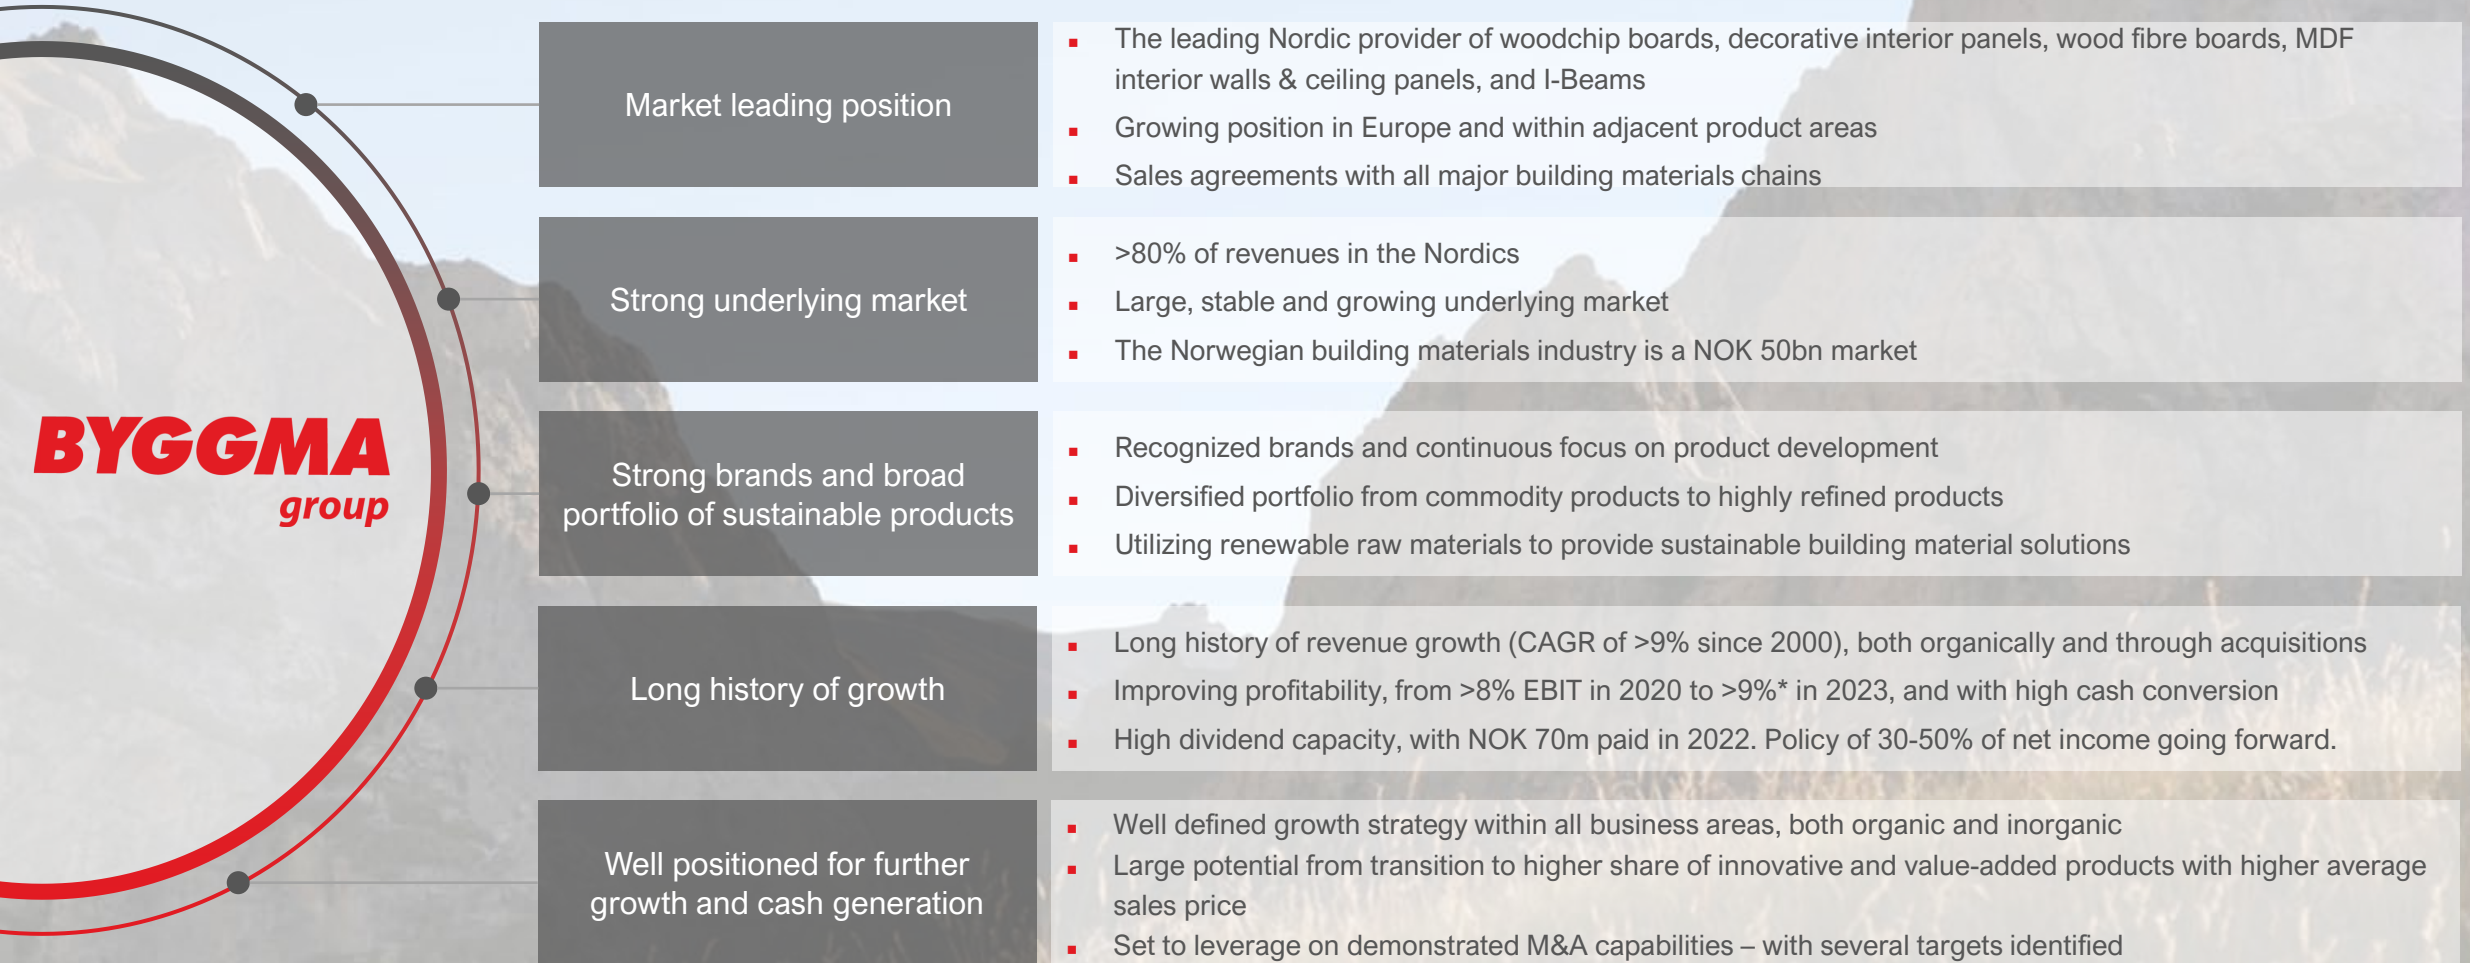 BYGGMA
group
Market leading position
The leading Nordic provider of woodchip boards, decorative interior panels, wood fibre boards, MDF
interior walls & ceiling panels, and I-Beams
Growing position in Europe and within adjacent product areas
Sales agreements with all major building materials chains
Strong underlying market
>80% of revenues in the Nordics
Large, stable and growing underlying market
The Norwegian building materials industry is a NOK 50bn market
Strong brands and broad
portfolio of sustainable products
Recognized brands and continuous focus on product development
Diversified portfolio from commodity products to highly refined products
Utilizing renewable raw materials to provide sustainable building material solutions
Long history of growth
Long history of revenue growth (CAGR of >9% since 2000), both organically and through acquisitions
Improving profitability, from >8% EBIT in 2020 to >9%* in 2023, and with high cash conversion
High dividend capacity, with NOK 70m paid in 2022. Policy of 30-50% of net income going forward.
Well positioned for further
growth and cash generation
Well defined growth strategy within all business areas, both organic and inorganic
Large potential from transition to higher share of innovative and value-added products with higher average
sales price
Set to leverage on demonstrated M&A capabilities – with several targets identified